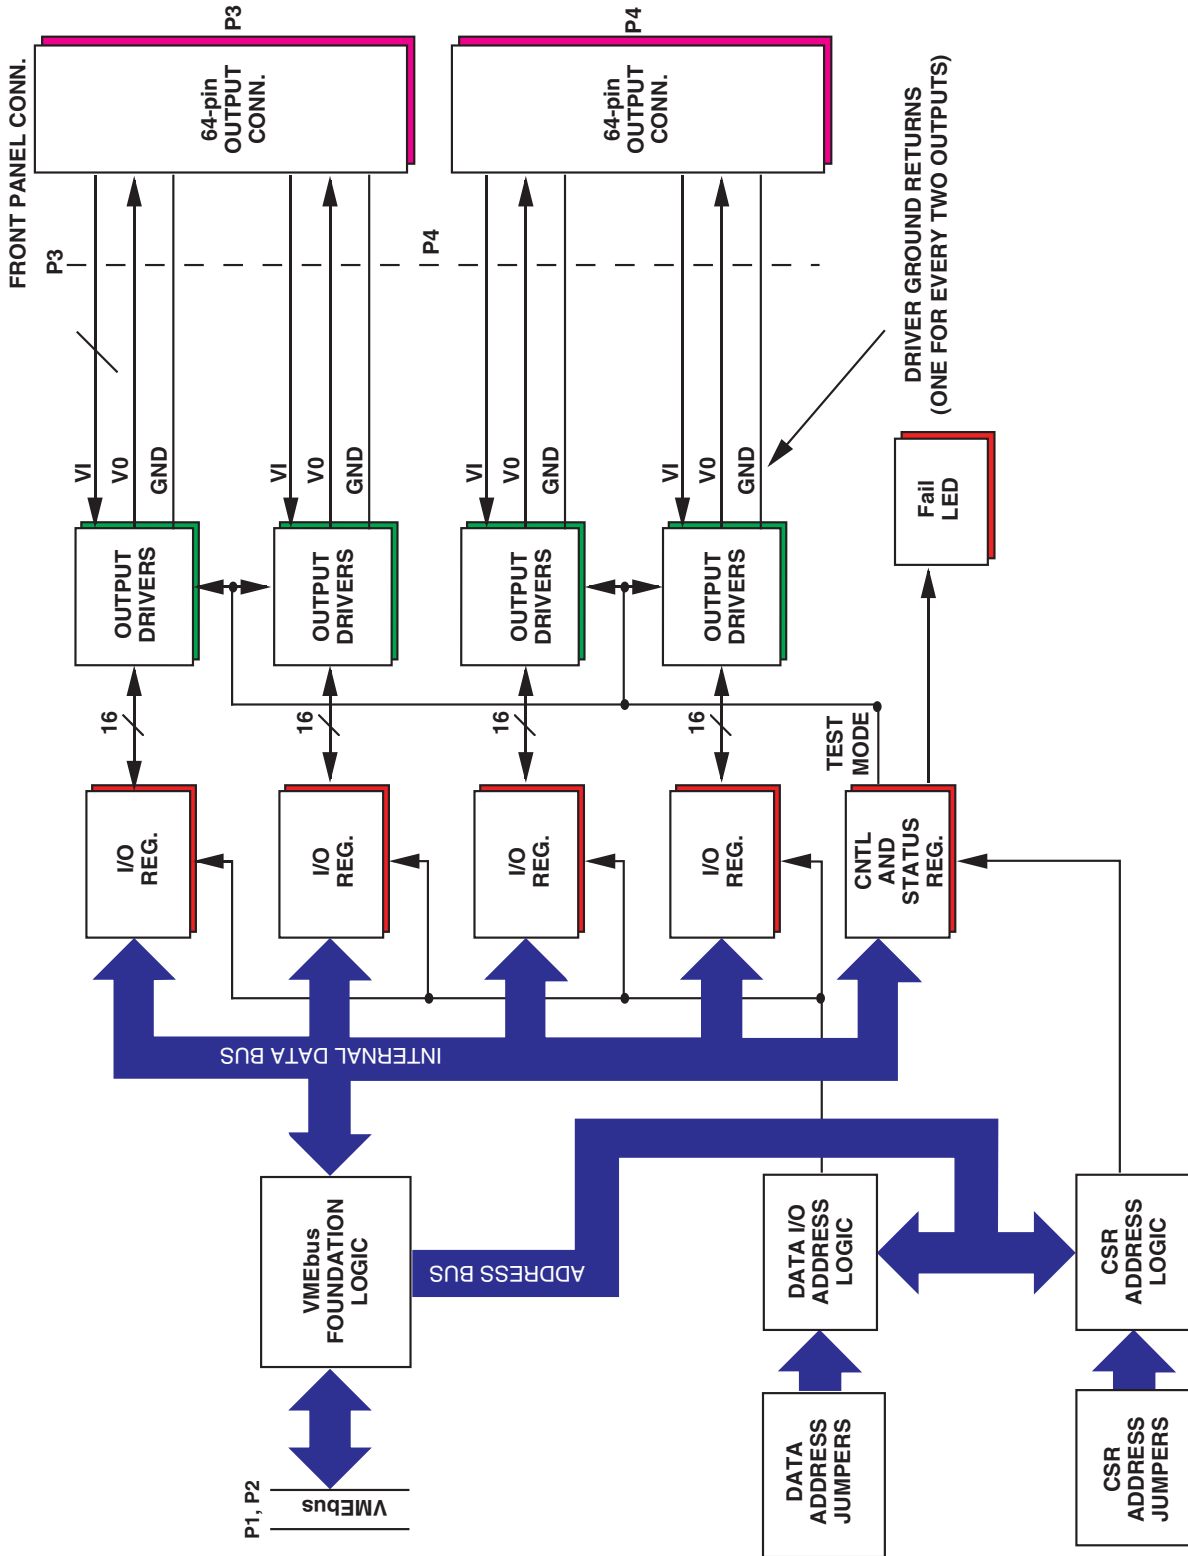 P1, P2
VMEbus
VMEbus
FOUNDATION
LOGIC
INTERNAL DATA BUS
ADDRESS BUS
DATA
ADDRESS
JUMPERS
CSR
ADDRESS
JUMPERS
DATA I/O
ADDRESS
LOGIC
CSR
ADDRESS
LOGIC
I/O
REG.
I/O
REG.
I/O
REG.
I/O
REG.
CNTL
AND
STATUS
REG.
TEST
MODE
16
16
16
16
OUTPUT
DRIVERS
OUTPUT
DRIVERS
OUTPUT
DRIVERS
OUTPUT
DRIVERS
Fail
LED
VI
V0
GND
VI
V0
GND
VI
V0
GND
VI
V0
GND
DRIVER GROUND RETURNS
(ONE FOR EVERY TWO OUTPUTS)
P3
P4
FRONT PANEL CONN.
64-pin
OUTPUT
CONN.
P3
64-pin
OUTPUT
CONN.
P4